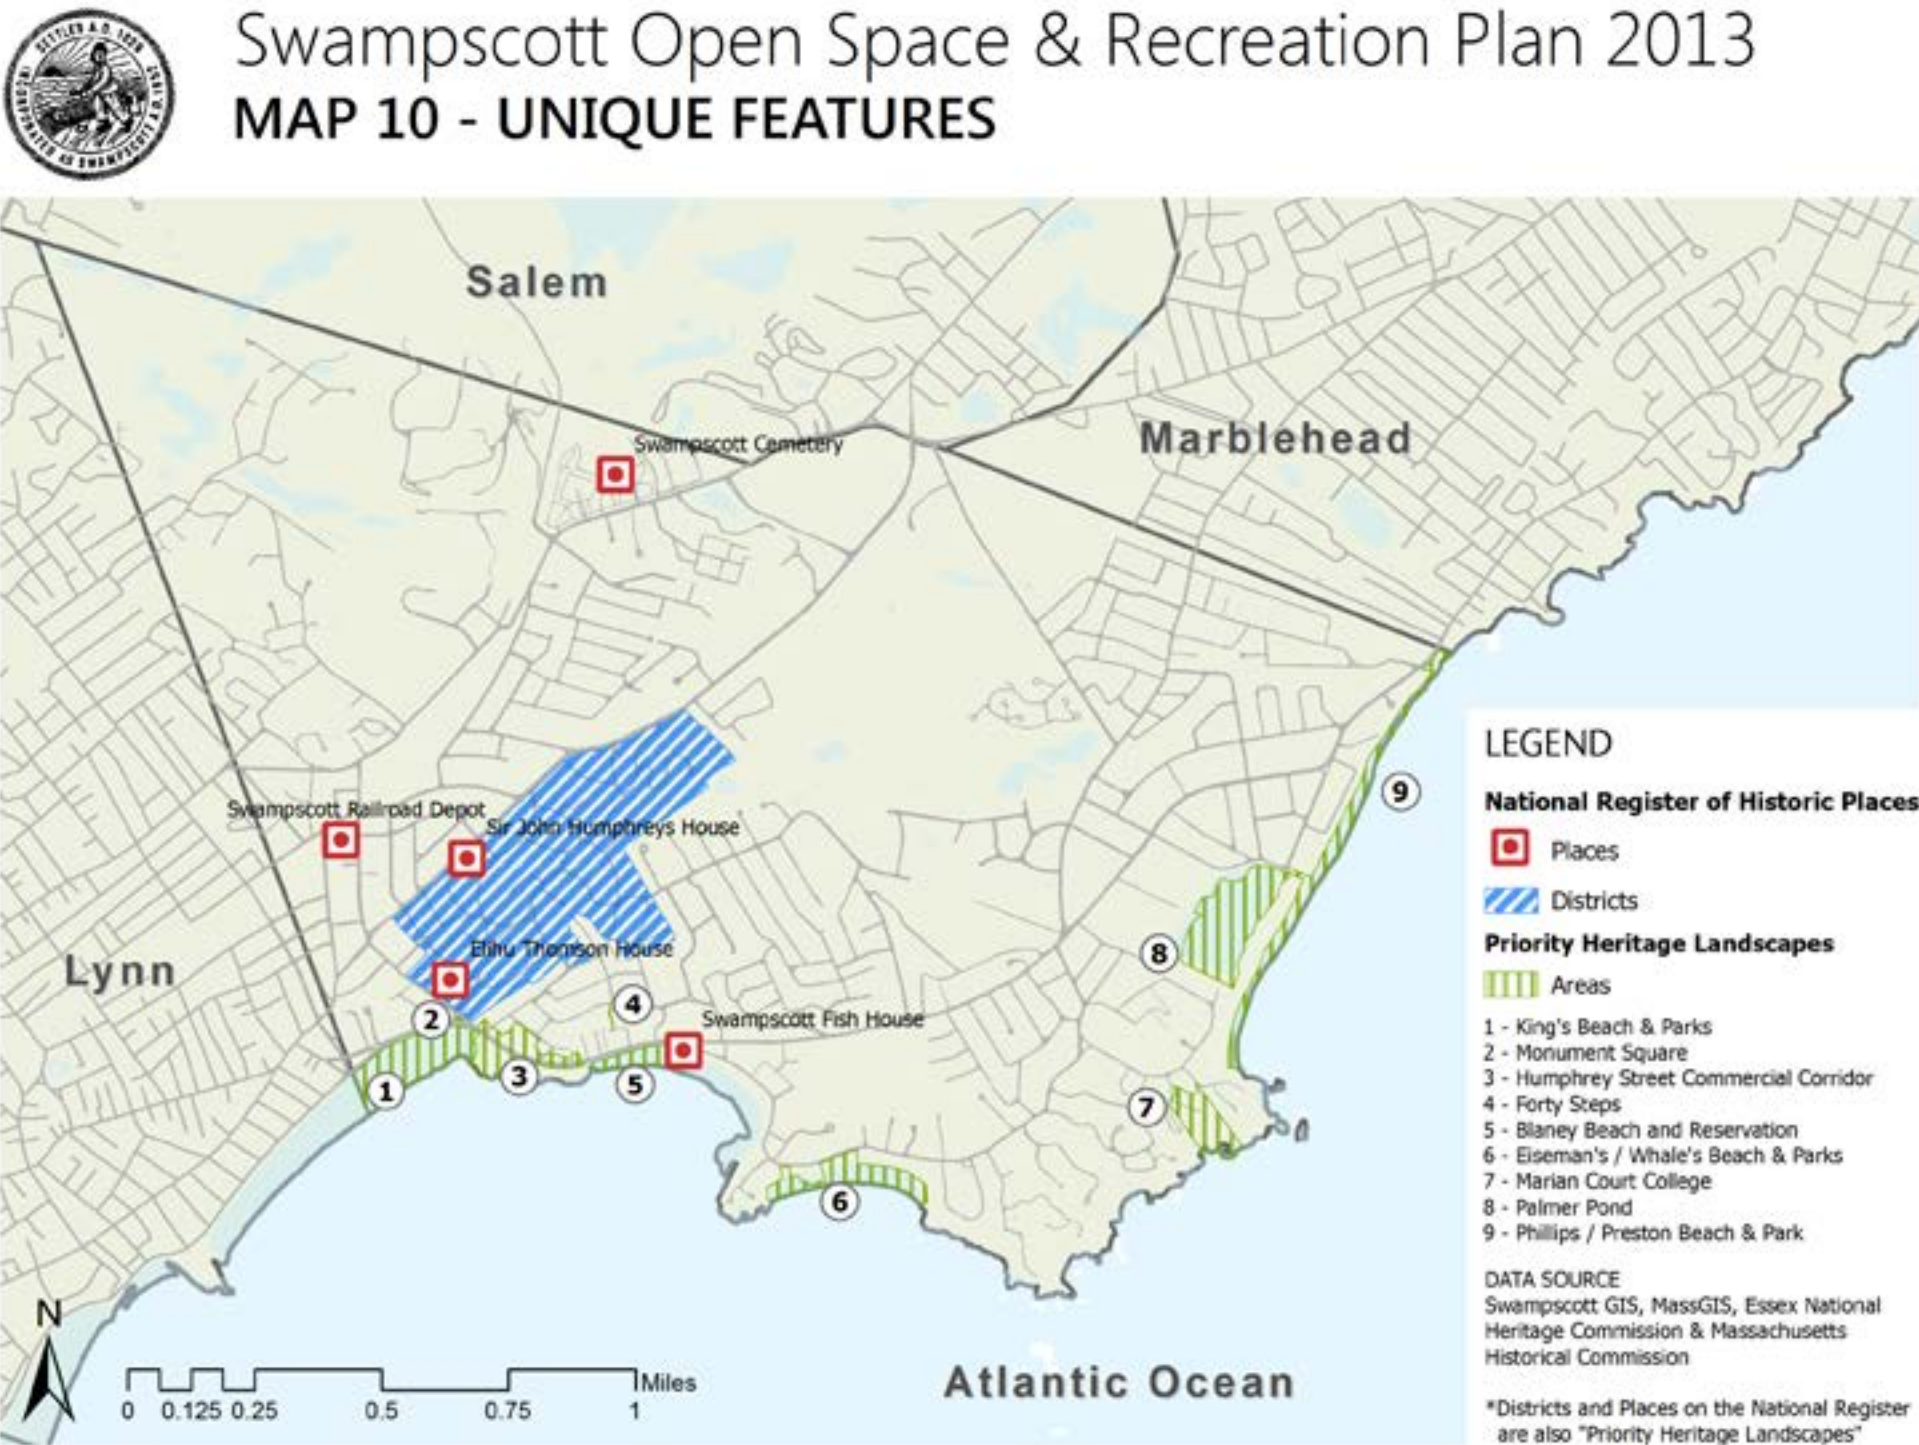 SETTLED A.D. 1629
INCORPORATED AS SWAMPSCOTT A.D. 1852
Swampscott Open Space & Recreation Plan 2013
MAP 10 - UNIQUE FEATURES
Salem
Marblehead
Swampscott Cemetery
Swampscott Railroad Depot
Sir John Humphreys House
9
Lynn
Elihu Thomson House
8
4
2
Swampscott Fish House
1
3
5
7
6
N
Miles
0 0.125 0.25 0.5 0.75 1
Atlantic Ocean
LEGEND
National Register of Historic Places
Places
Districts
Priority Heritage Landscapes
Areas
1 - King's Beach & Parks
2 - Monument Square
3 - Humphrey Street Commercial Corridor
4 - Forty Steps
5 - Blaney Beach and Reservation
6 - Eiseman's / Whale's Beach & Parks
7 - Marian Court College
8 - Palmer Pond
9 - Phillips / Preston Beach & Park
DATA SOURCE
Swampscott GIS, MassGIS, Essex National
Heritage Commission & Massachusetts
Historical Commission
*Districts and Places on the National Register
are also "Priority Heritage Landscapes"